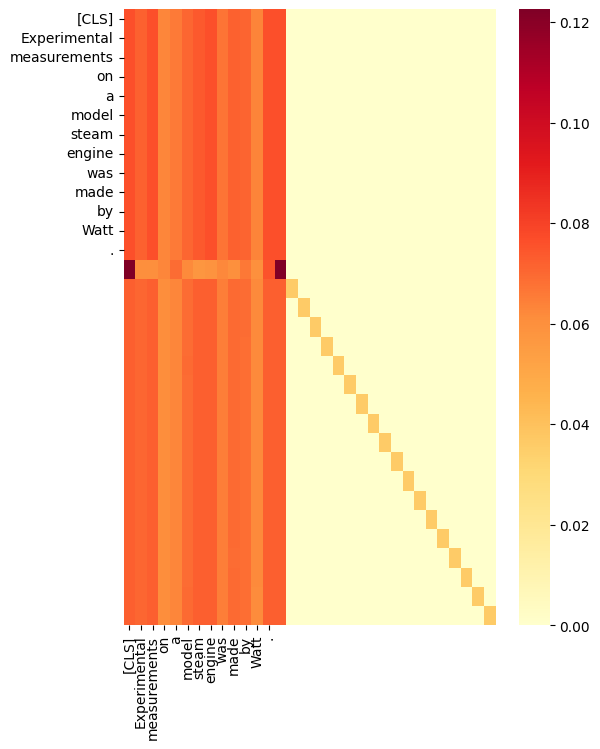 [CLS]
Experimental
measurements
on
a
model
steam
engine
was
made
by
Watt
.
0.12
0.10
0.08
0.06
0.04
0.02
0.00
[CLS]
Experimental
measurements
on
a
model
steam
engine
was
made
by
Watt
.